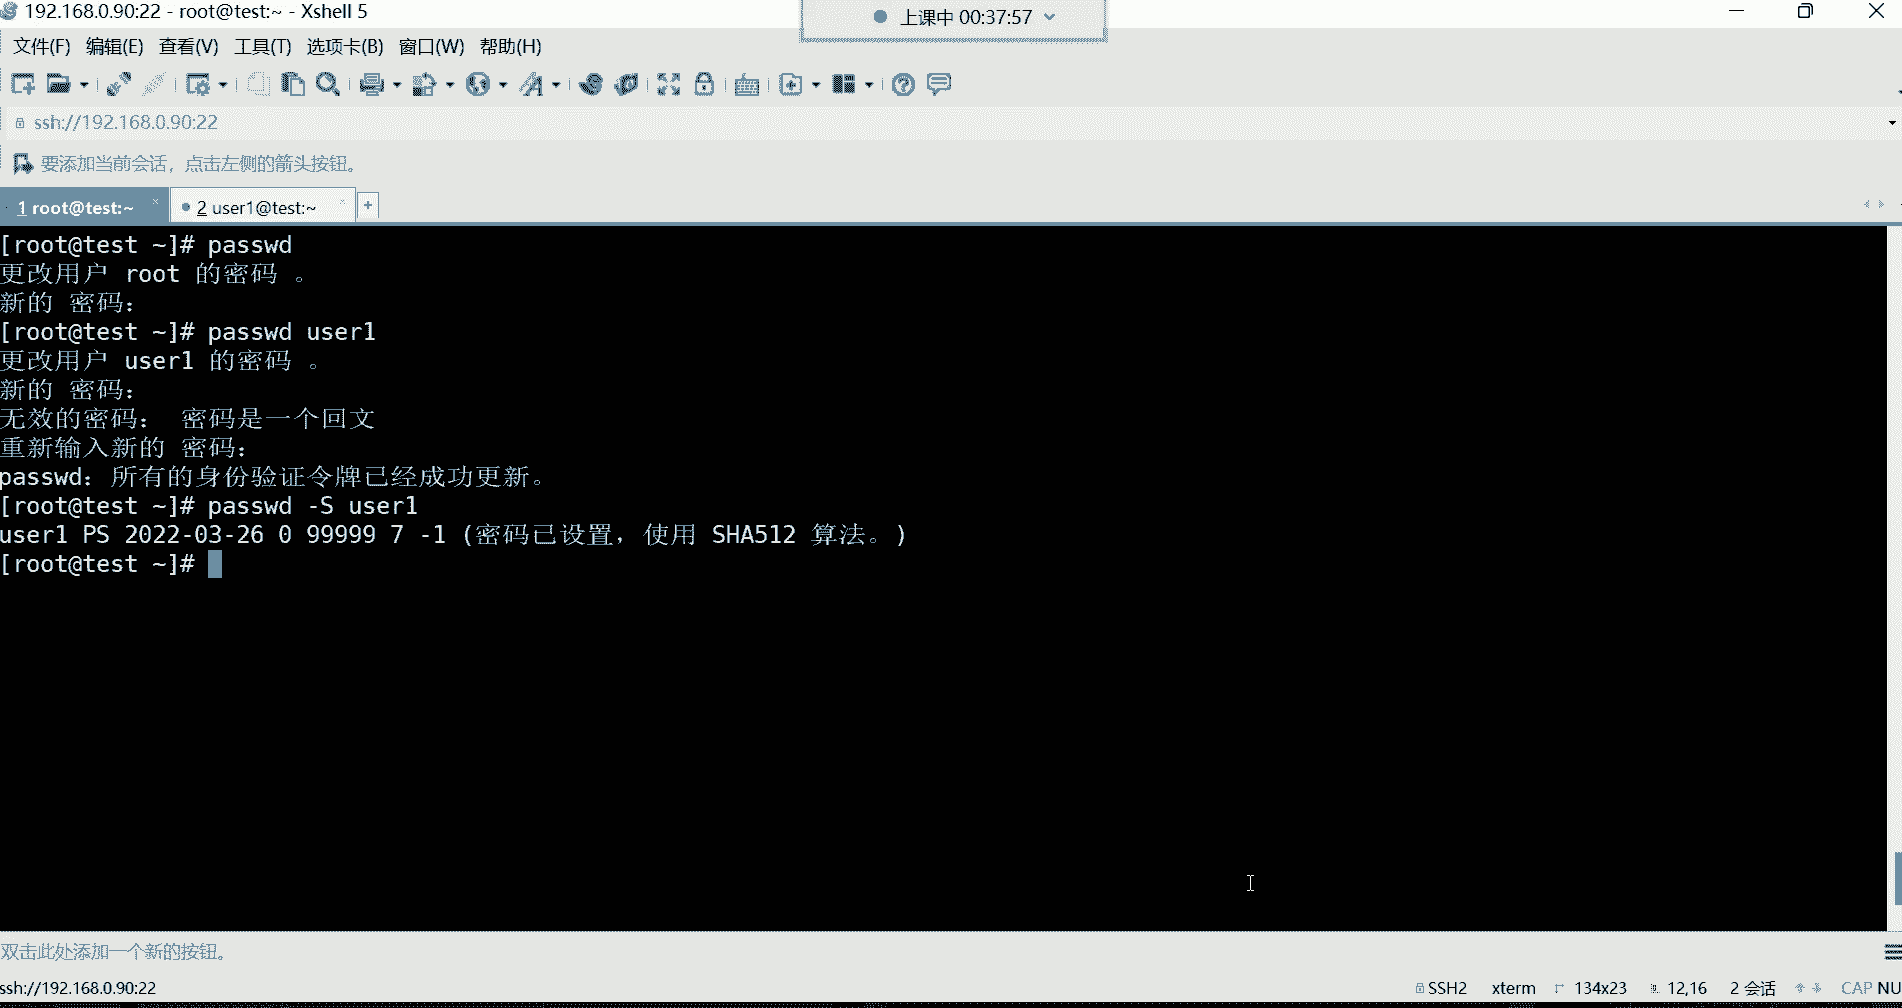 192.168.0.90:22 - root@test:~ - Xshell 5
上课中 00:37:57
文件(F) 编辑(E) 查看(V) 工具(T) 选项卡(B) 窗口(W) 帮助(H)
ssh://192.168.0.90:22
要添加当前会话，点击左侧的箭头按钮。
1 root@test:~ × 2 user1@test:~ × +
[root@test ~]# passwd
更改用户 root 的密码 。
新的 密码：
[root@test ~]# passwd user1
更改用户 user1 的密码 。
新的 密码：
无效的密码： 密码是一个回文
重新输入新的 密码：
passwd：所有的身份验证令牌已经成功更新。
[root@test ~]# passwd -S user1
user1 PS 2022-03-26 0 99999 7 -1 (密码已设置，使用 SHA512 算法。)
[root@test ~]#
双击此处添加一个新的按钮。
ssh://192.168.0.90:22 SSH2 xterm 134x23 12,16 2 会话 CAP NU